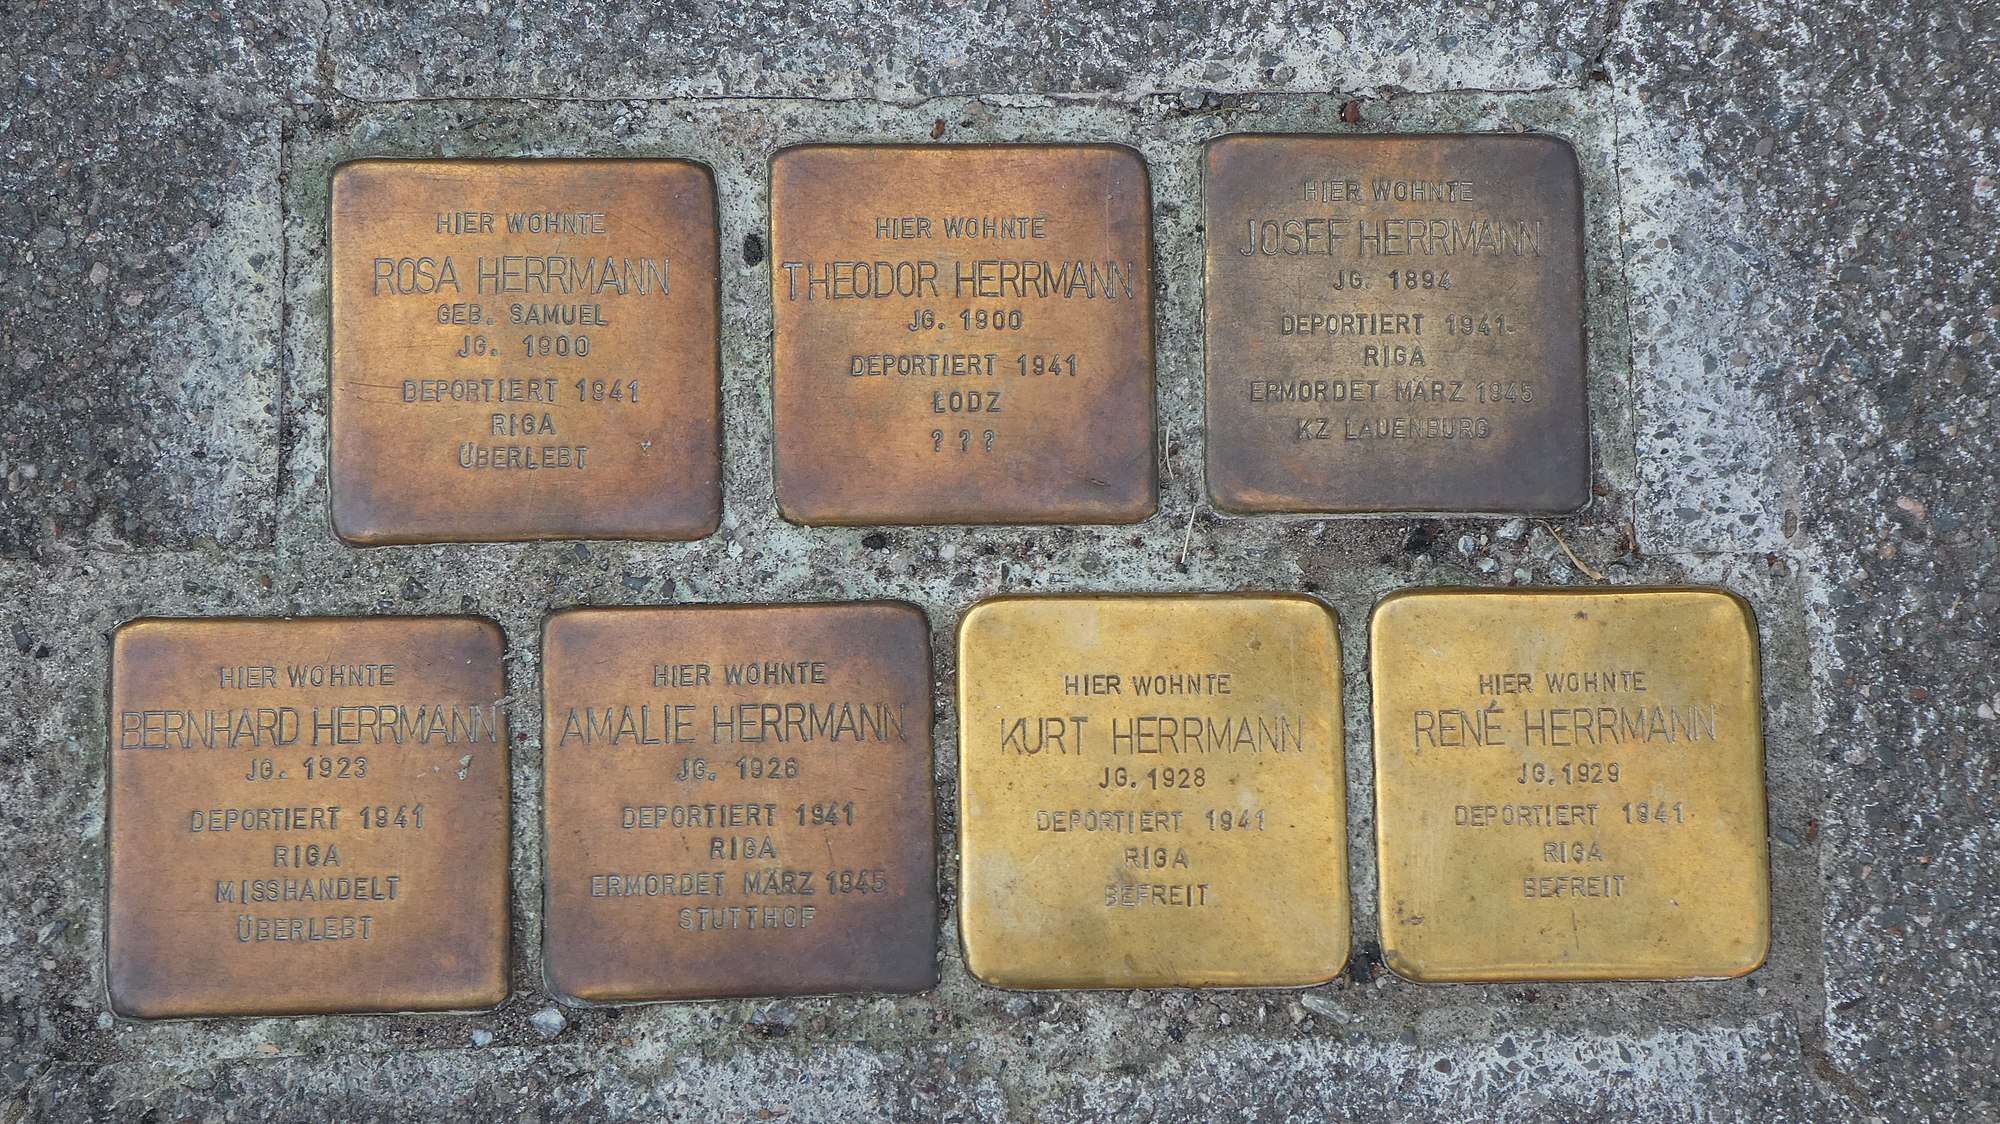 HIER WOHNTE
ROSA HERRMANN
GEB. SAMUEL
JG. 1900
DEPORTIERT 1941
RIGA
ÜBERLEBT
HIER WOHNTE
THEODOR HERRMANN
JG. 1900
DEPORTIERT 1941
ŁODZ
???
HIER WOHNTE
JOSEF HERRMANN
JG. 1894
DEPORTIERT 1941
RIGA
ERMORDET MÄRZ 1945
KZ LAUENBURG
HIER WOHNTE
BERNHARD HERRMANN
JG. 1923
DEPORTIERT 1941
RIGA
MISSHANDELT
ÜBERLEBT
HIER WOHNTE
AMALIE HERRMANN
JG. 1926
DEPORTIERT 1941
RIGA
ERMORDET MÄRZ 1945
STUTTHOF
HIER WOHNTE
KURT HERRMANN
JG. 1928
DEPORTIERT 1941
RIGA
BEFREIT
HIER WOHNTE
RENÉ HERRMANN
JG. 1929
DEPORTIERT 1941
RIGA
BEFREIT